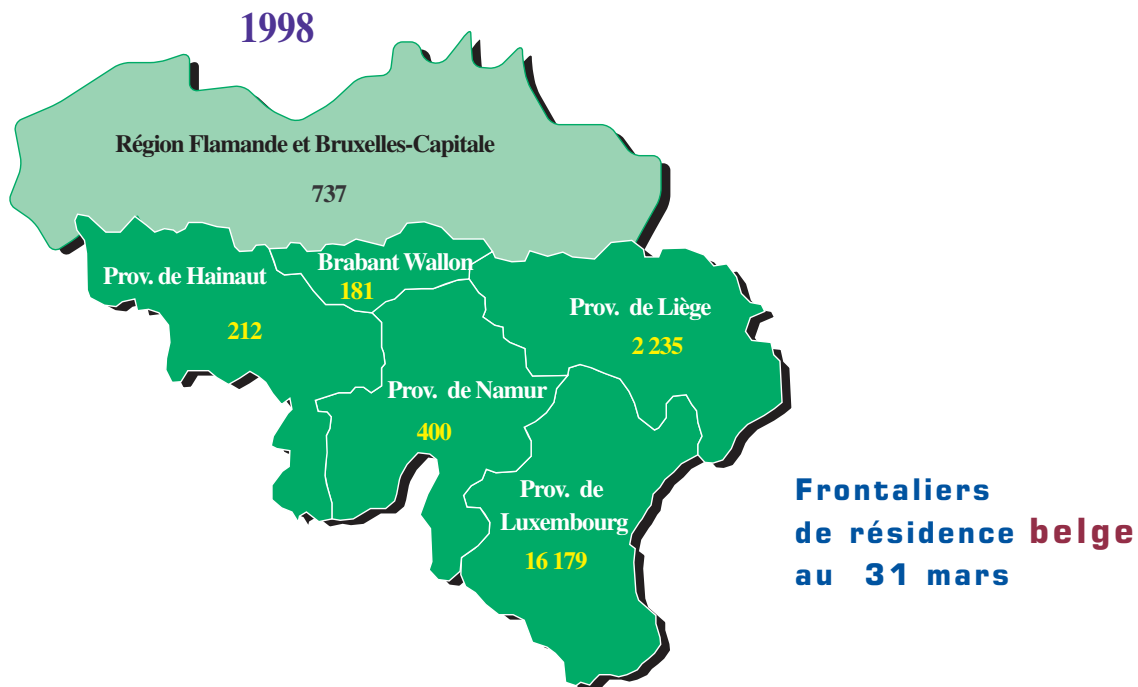 1998
Région Flamande et Bruxelles-Capitale
737
Prov. de Hainaut
212
Brabant Wallon
181
Prov. de Liège
2 235
Prov. de Namur
400
Prov. de
Luxembourg
16 179
Frontaliers
de résidence belge
au 31 mars